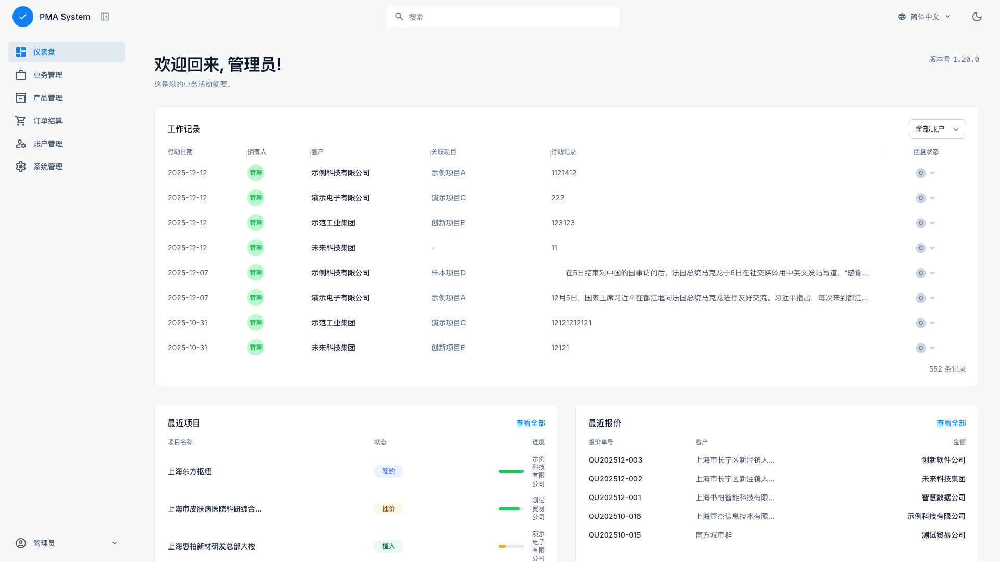 PMA System
搜索
简体中文
仪表盘
业务管理
产品管理
订单结算
账户管理
系统管理
管理员
欢迎回来, 管理员!
版本号 1.20.0
这是您的业务活动摘要。
工作记录
全部账户
行动日期 拥有人 客户 关联项目 行动记录 回复状态
2025-12-12 管理 示例科技有限公司 示例项目A 1121412 0
2025-12-12 管理 演示电子有限公司 演示项目C 222 0
2025-12-12 管理 示范工业集团 创新项目E 123123 0
2025-12-12 管理 未来科技集团 - 11 0
2025-12-07 管理 示例科技有限公司 样本项目D 在5日结束对中国的国事访问后，法国总统马克龙于6日在社交媒体用中英文发帖写道，“感谢... 0
2025-12-07 管理 演示电子有限公司 示例项目A 12月5日，国家主席习近平在都江堰同法国总统马克龙进行友好交流。习近平指出，每次来到都江... 0
2025-10-31 管理 示范工业集团 演示项目C 12121212121 0
2025-10-31 管理 未来科技集团 创新项目E 12121 0
552 条记录
最近项目 查看全部
项目名称 状态 进度
上海东方枢纽 签约 示例科技有限公司
上海市皮肤病医院科研综合... 批价 测试贸易公司
上海惠柏新材研发总部大楼 植入 演示电子有限公司
最近报价 查看全部
报价单号 客户 金额
QU202512-003 上海市长宁区新泾镇人... 创新软件公司
QU202512-002 上海市长宁区新泾镇人... 未来科技集团
QU202512-001 上海书柏智能科技有限... 智慧数据公司
QU202510-016 上海壹杰信息技术有限... 示例科技有限公司
QU202510-015 南方城市群 测试贸易公司